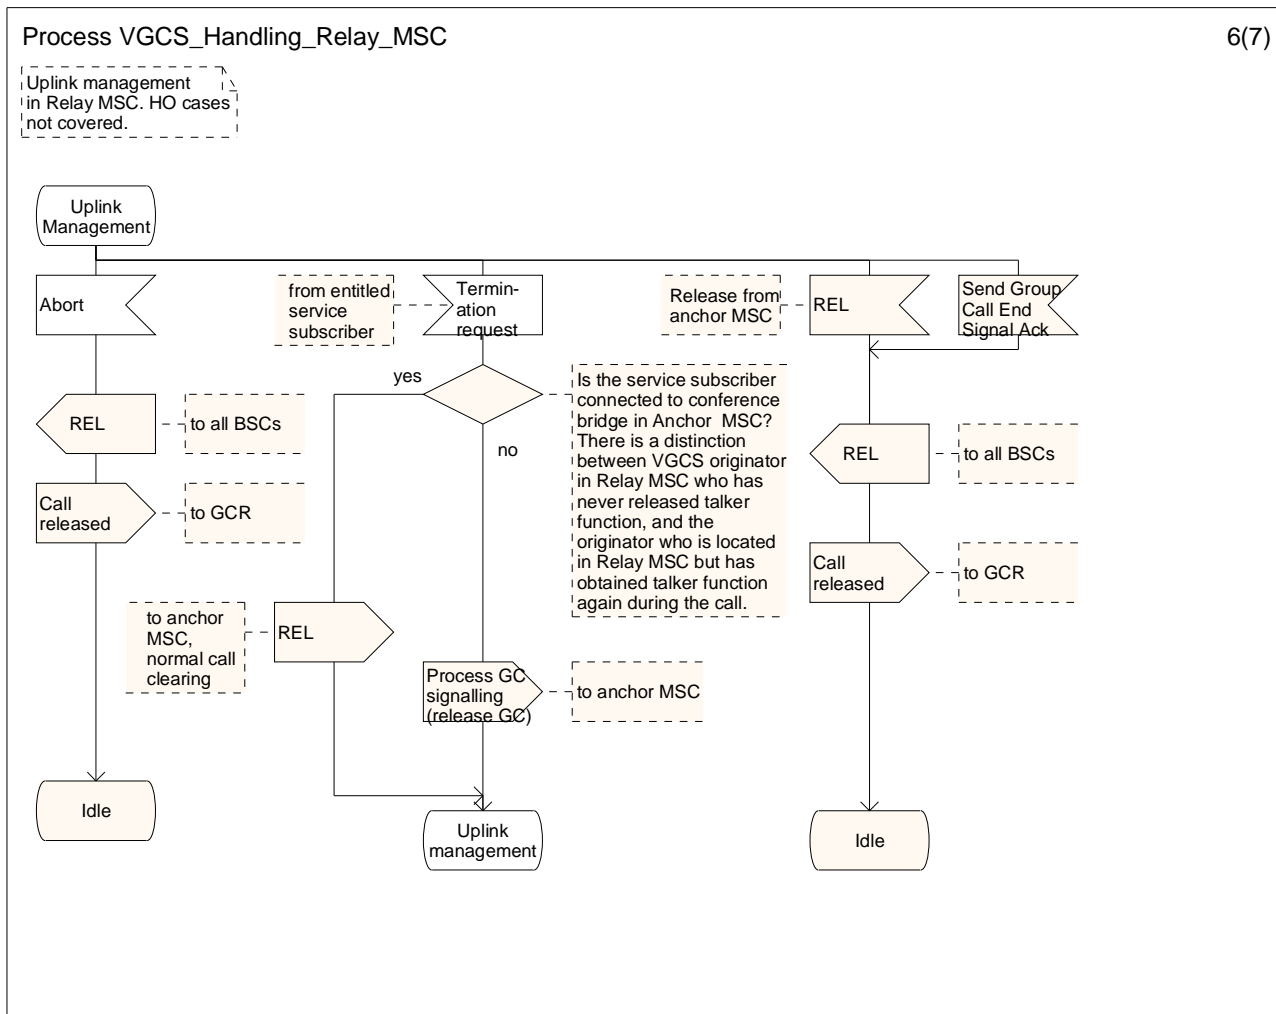 Process VGCS_Handling_Relay_MSC
6(7)
Uplink management
in Relay MSC. HO cases
not covered.
Uplink
Management
Abort
from entitled
service
subscriber
Termin-
ation
request
Release from
anchor MSC
REL
Send Group
Call End
Signal Ack
yes
no
Is the service subscriber
connected to conference
bridge in Anchor MSC?
There is a distinction
between VGCS originator
in Relay MSC who has
never released talker
function, and the
originator who is located
in Relay MSC but has
obtained talker function
again during the call.
REL
to all BSCs
REL
to all BSCs
Call
released
to GCR
Call
released
to GCR
to anchor
MSC,
normal call
clearing
REL
Process GC
signalling
(release GC)
to anchor MSC
Idle
Uplink
management
Idle